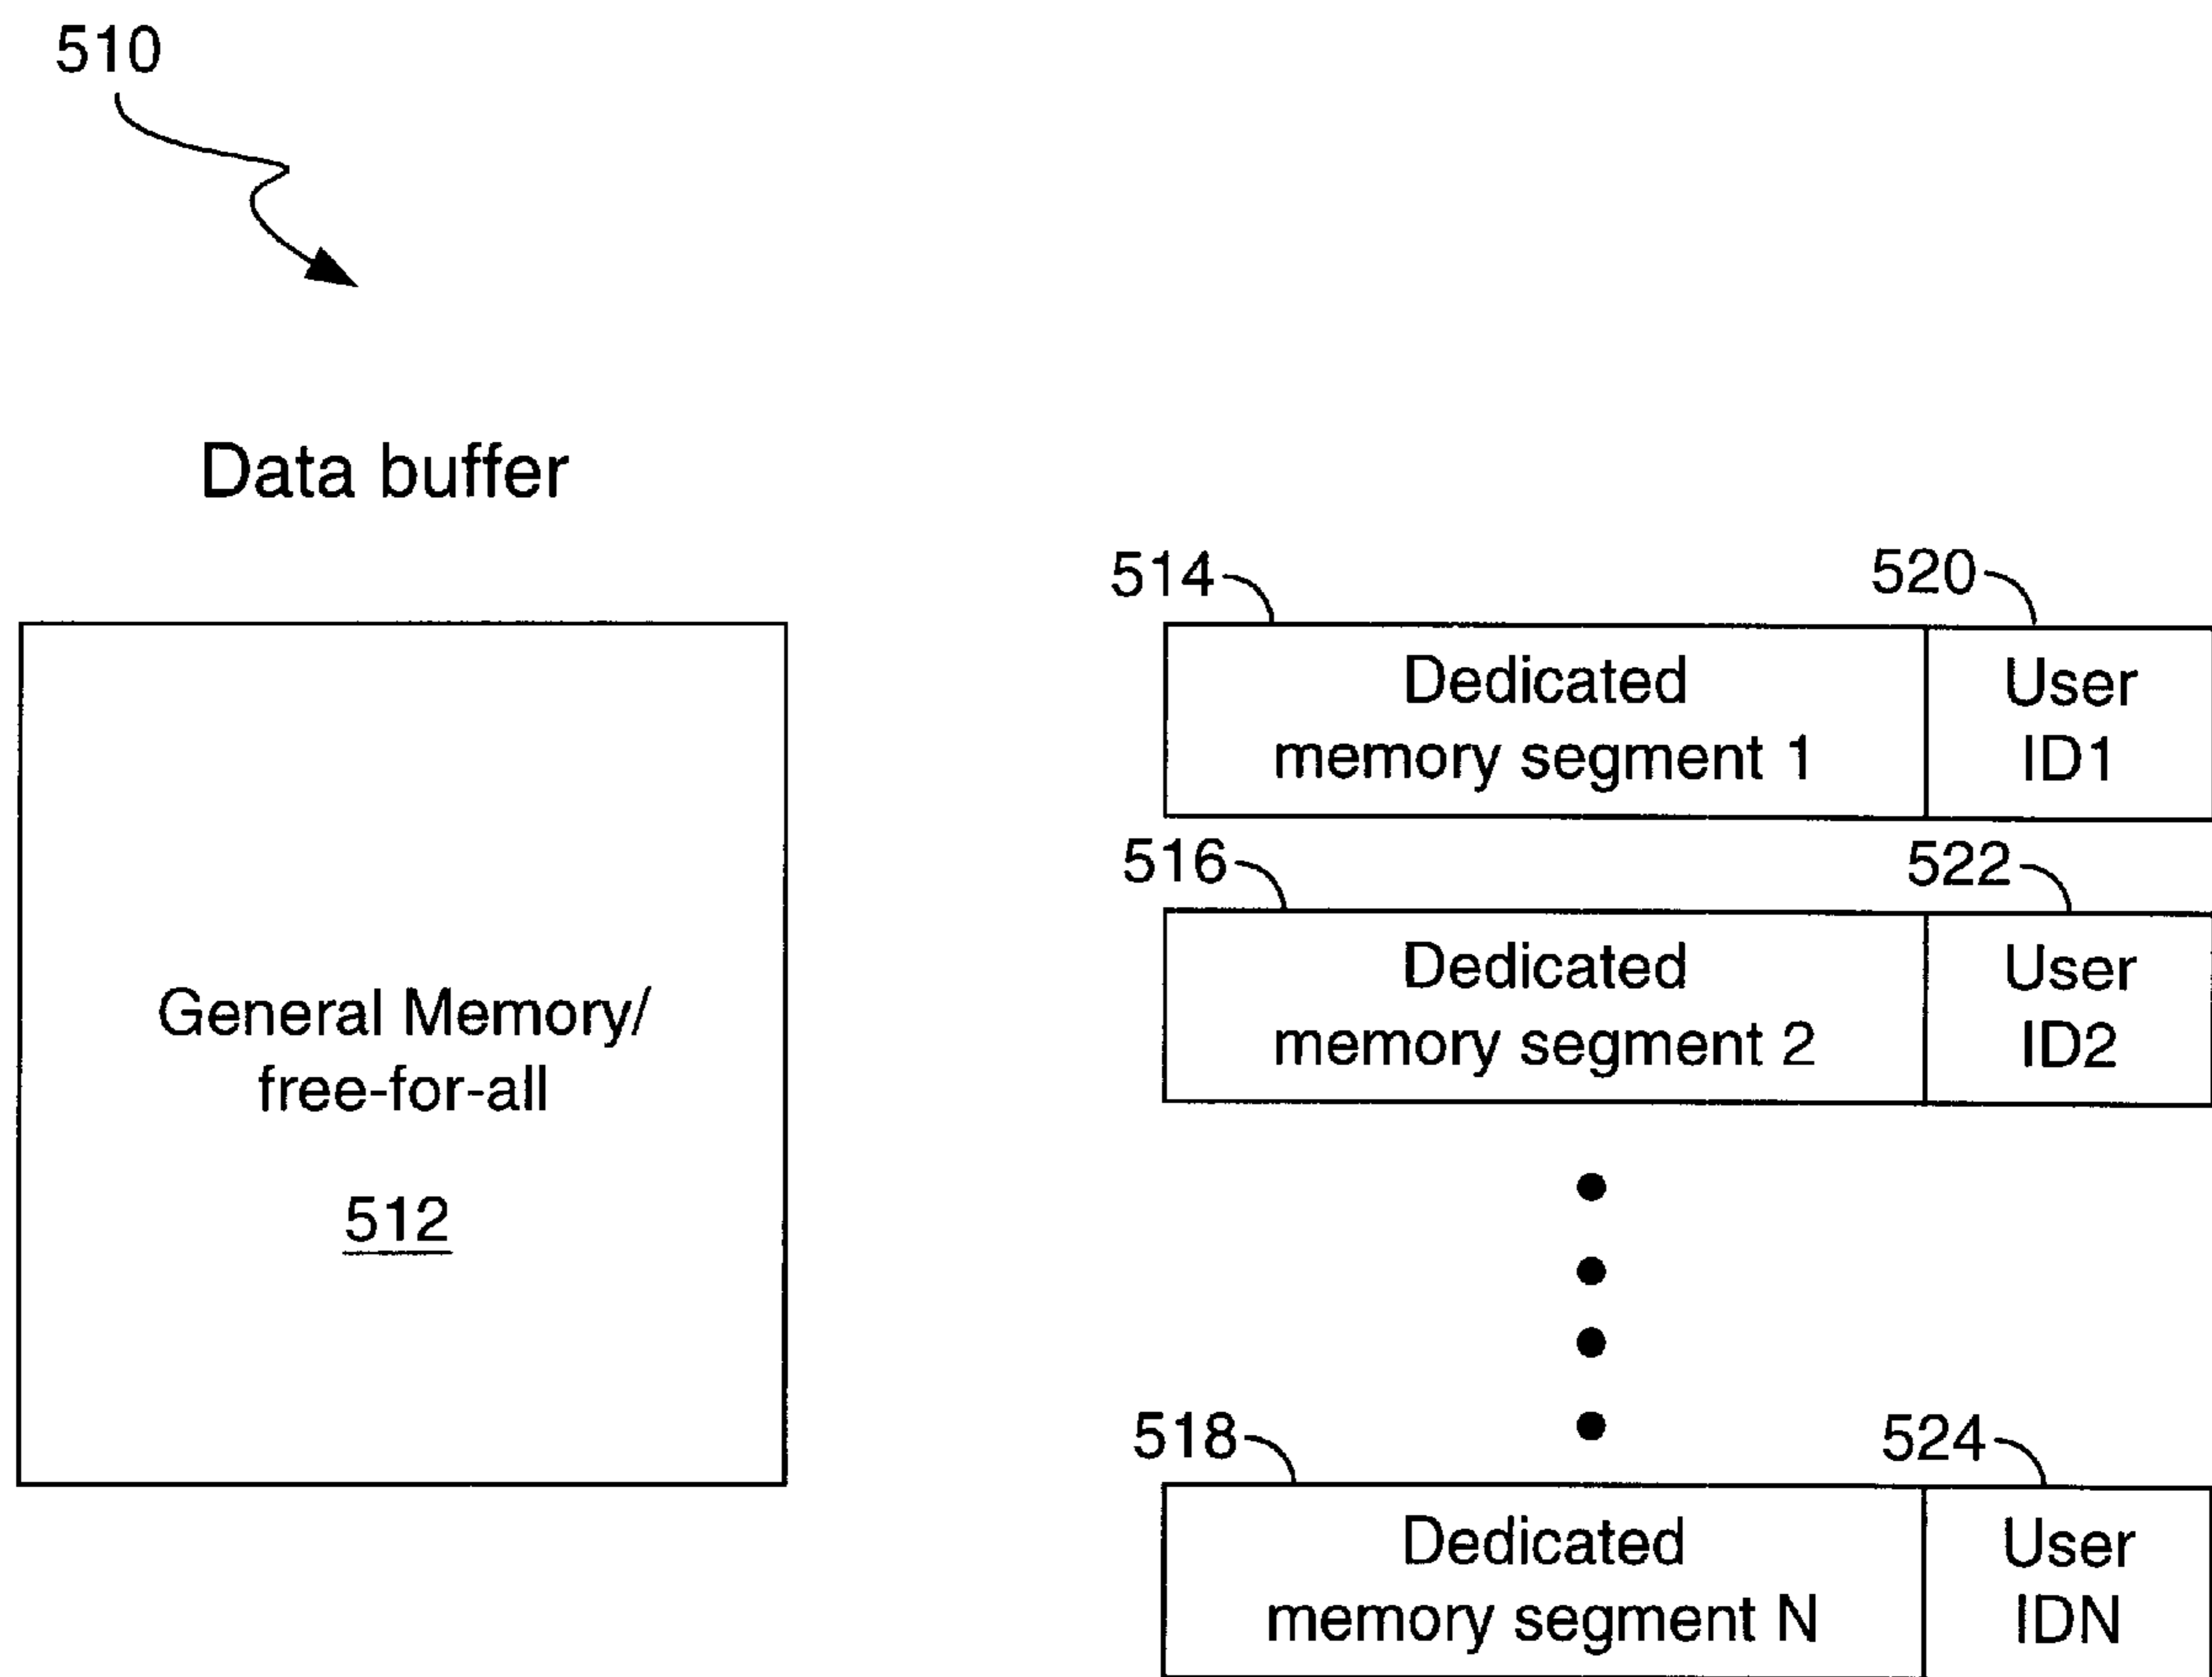 510
Data buffer
General Memory/
free-for-all
512
514
520
Dedicated
memory segment 1
User
ID1
516
522
Dedicated
memory segment 2
User
ID2
518
524
Dedicated
memory segment N
User
IDN